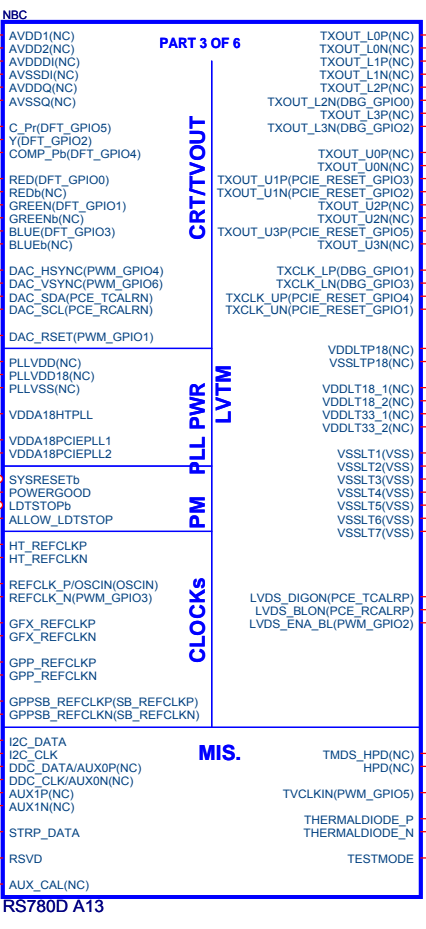 NBC
PART 3 OF 6
AVDD1(NC)
AVDD2(NC)
AVDDDI(NC)
AVSSDI(NC)
AVDDQ(NC)
AVSSQ(NC)
C_Pr(DFT_GPIO5)
Y(DFT_GPIO2)
COMP_Pb(DFT_GPIO4)
RED(DFT_GPIO0)
REDb(NC)
GREEN(DFT_GPIO1)
GREENb(NC)
BLUE(DFT_GPIO3)
BLUEb(NC)
DAC_HSYNC(PWM_GPIO4)
DAC_VSYNC(PWM_GPIO6)
DAC_SDA(PCE_TCALRN)
DAC_SCL(PCE_RCALRN)
DAC_RSET(PWM_GPIO1)
CRT/TVOUT
PLLVDD(NC)
PLLVDD18(NC)
PLLVSS(NC)
VDDA18HTPLL
VDDA18PCIEPLL1
VDDA18PCIEPLL2
PLL PWR
SYSRESETb
POWERGOOD
LDTSTOPb
ALLOW_LDTSTOP
PM
HT_REFCLKP
HT_REFCLKN
REFCLK_P/OSCIN(OSCIN)
REFCLK_N(PWM_GPIO3)
GFX_REFCLKP
GFX_REFCLKN
GPP_REFCLKP
GPP_REFCLKN
GPPSB_REFCLKP(SB_REFCLKP)
GPPSB_REFCLKN(SB_REFCLKN)
CLOCKs
TXOUT_L0P(NC)
TXOUT_L0N(NC)
TXOUT_L1P(NC)
TXOUT_L1N(NC)
TXOUT_L2P(NC)
TXOUT_L2N(DBG_GPIO0)
TXOUT_L3P(NC)
TXOUT_L3N(DBG_GPIO2)
TXOUT_U0P(NC)
TXOUT_U0N(NC)
TXOUT_U1P(PCIE_RESET_GPIO3)
TXOUT_U1N(PCIE_RESET_GPIO2)
TXOUT_U2P(NC)
TXOUT_U2N(NC)
TXOUT_U3P(PCIE_RESET_GPIO5)
TXOUT_U3N(NC)
TXCLK_LP(DBG_GPIO1)
TXCLK_LN(DBG_GPIO3)
TXCLK_UP(PCIE_RESET_GPIO4)
TXCLK_UN(PCIE_RESET_GPIO1)
VDDLTP18(NC)
VSSLTP18(NC)
VDDLT18_1(NC)
VDDLT18_2(NC)
VDDLT33_1(NC)
VDDLT33_2(NC)
VSSLT1(VSS)
VSSLT2(VSS)
VSSLT3(VSS)
VSSLT4(VSS)
VSSLT5(VSS)
VSSLT6(VSS)
VSSLT7(VSS)
LVDS_DIGON(PCE_TCALRP)
LVDS_BLON(PCE_RCALRP)
LVDS_ENA_BL(PWM_GPIO2)
LVTM
I2C_DATA
I2C_CLK
DDC_DATA/AUX0P(NC)
DDC_CLK/AUX0N(NC)
AUX1P(NC)
AUX1N(NC)
STRP_DATA
RSVD
AUX_CAL(NC)
MIS.
TMDS_HPD(NC)
HPD(NC)
TVCLKIN(PWM_GPIO5)
THERMALDIODE_P
THERMALDIODE_N
TESTMODE
RS780D A13